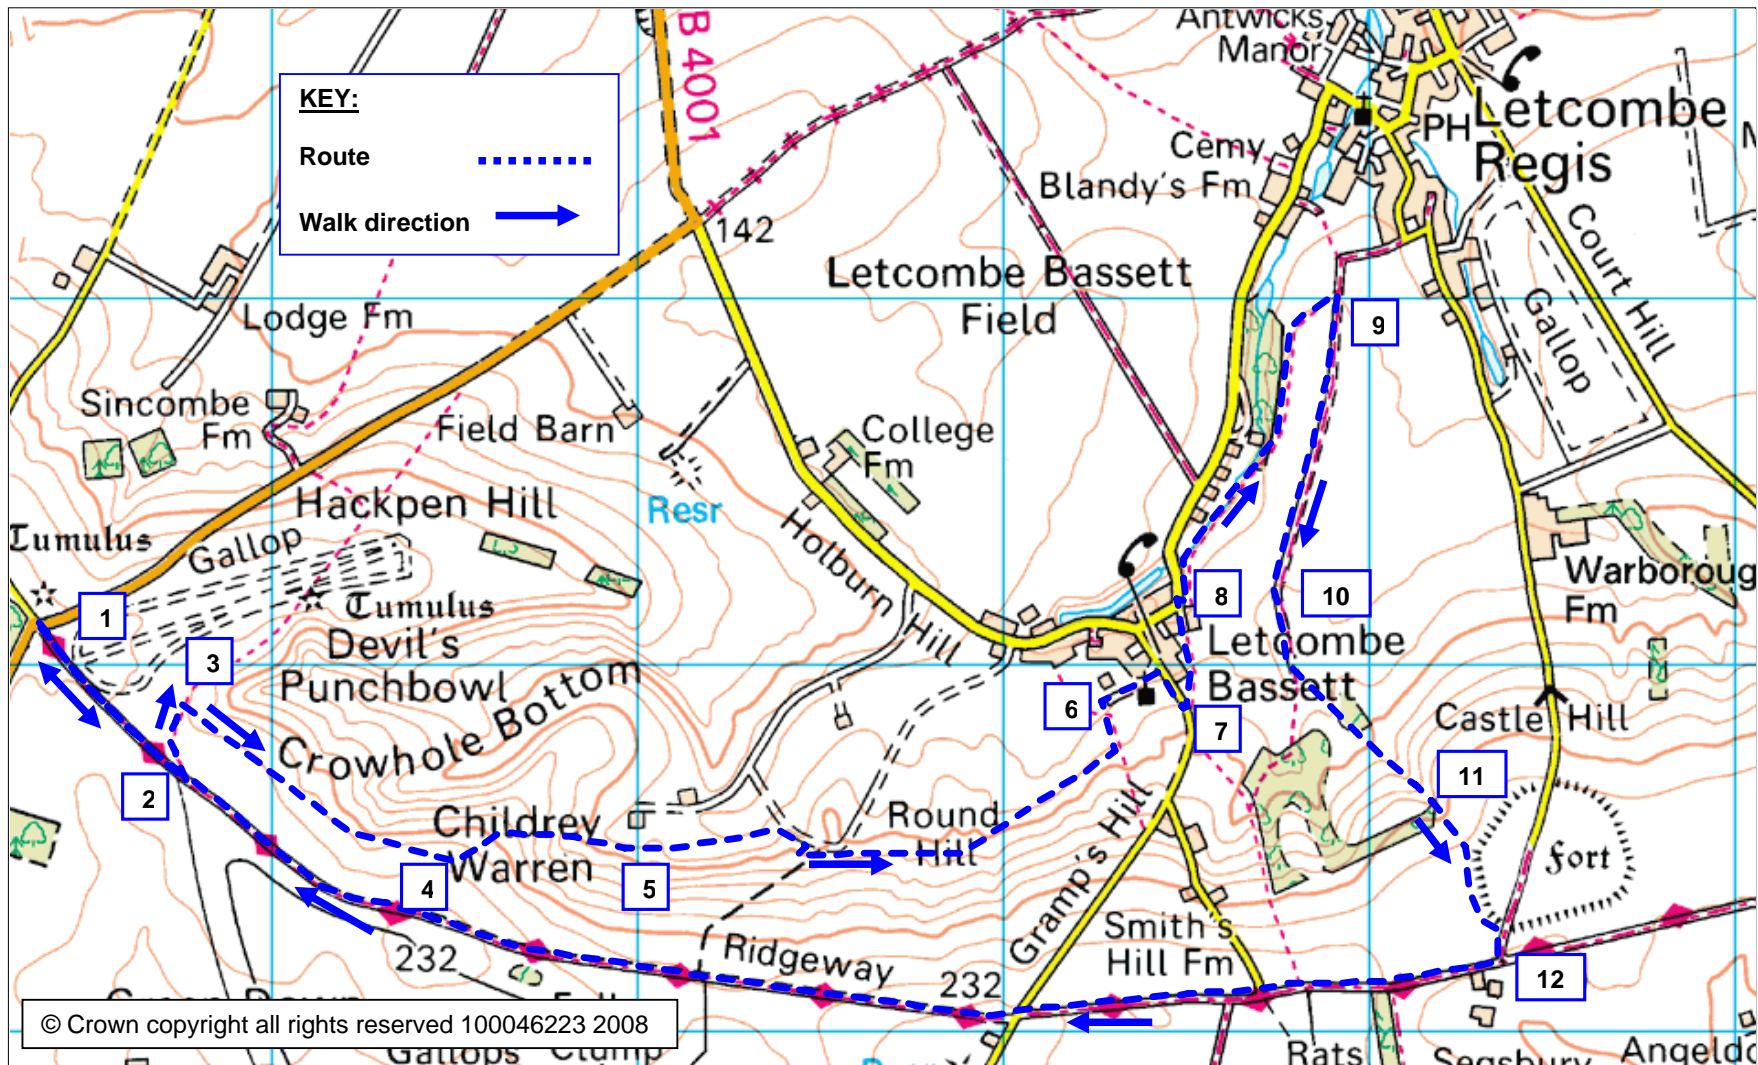 KEY:
Route
Walk direction
B 4001
142
Antwicks
Manor
Letcombe
Regis
PH
Cemy
Blandy's Fm
Court Hill
Gallop
Letcombe Bassett
Field
Lodge Fm
Sincombe
Fm
Field Barn
College
Fm
Resr
Hackpen Hill
Tumulus
Gallop
Tumulus
Devil's
Punchbowl
Crowhole Bottom
Holburn Hill
Letcombe
Bassett
Warboroug
Fm
Castle Hill
Fort
Childrey
Warren
Round
Hill
Gramp's Hill
Smith's
Hill Fm
Ridgeway
232
232
1
2
3
4
5
6
7
8
9
10
11
12
© Crown copyright all rights reserved 100046223 2008
Gallops Clump
Rats
Segsbury
Angeldo